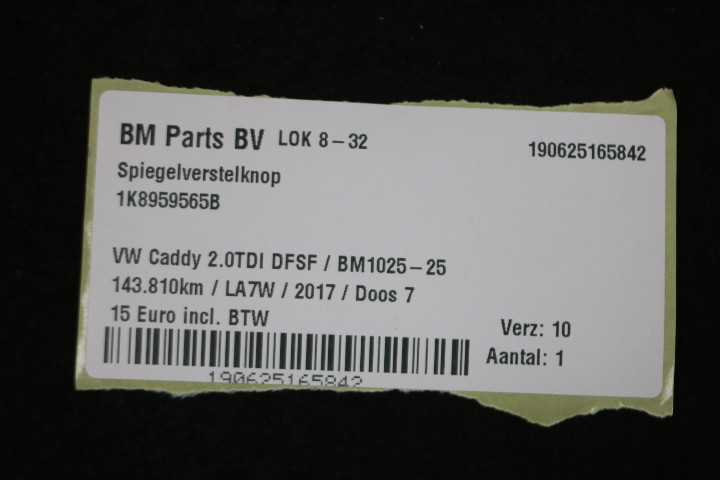 BM Parts BV LOK 8-32
190625165842
Spiegelverstelknop
1K8959565B
VW Caddy 2.0TDI DFSF / BM1025-25
143.810km / LA7W / 2017 / Doos 7
15 Euro incl. BTW
Verz: 10
Aantal: 1
190625165842